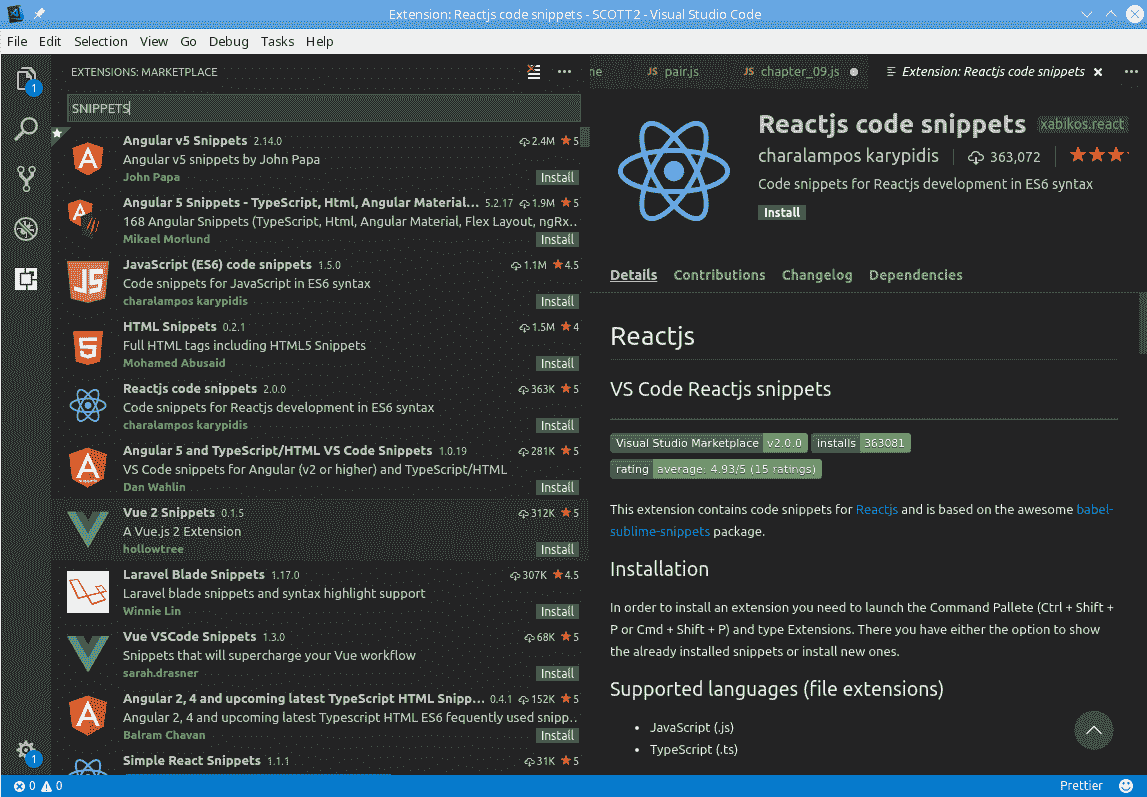 Extension: Reactjs code snippets - SCOTT2 - Visual Studio Code
File Edit Selection View Go Debug Tasks Help
EXTENSIONS: MARKETPLACE
SNIPPETS
Angular v5 Snippets 2.14.0 2.4M 5
Angular v5 snippets by John Papa
John Papa Install
Angular 5 Snippets - TypeScript, Html, Angular Material... 5.2.17 1.9M 5
168 Angular Snippets (TypeScript, Html, Angular Material, Flex Layout, ngRx...
Mikael Morlund Install
JavaScript (ES6) code snippets 1.5.0 1.1M 4.5
Code snippets for JavaScript in ES6 syntax
charalampos karypidis Install
HTML Snippets 0.2.1 1.5M 4
Full HTML tags including HTML5 Snippets
Mohamed Abusaid Install
Reactjs code snippets 2.0.0 363K 5
Code snippets for Reactjs development in ES6 syntax
charalampos karypidis Install
Angular 5 and TypeScript/HTML VS Code Snippets 1.0.19 281K 5
VS Code snippets for Angular (v2 or higher) and TypeScript/HTML
Dan Wahlin Install
Vue 2 Snippets 0.1.5 312K 5
A Vue.js 2 Extension
hollowtree Install
Laravel Blade Snippets 1.17.0 307K 4.5
Laravel blade snippets and syntax highlight support
Winnie Lin Install
Vue VSCode Snippets 1.3.0 68K 5
Snippets that will supercharge your Vue workflow
sarah.drasner Install
Angular 2, 4 and upcoming latest TypeScript HTML Snipp... 0.4.1 152K 5
Angular 2, 4 and upcoming latest Typescript HTML ES6 fequently used snipp...
Balram Chavan Install
Simple React Snippets 1.1.1 31K 5
ne JS pair.js JS chapter_09.js Extension: Reactjs code snippets
Reactjs code snippets xabikos.react
charalampos karypidis 363,072
Code snippets for Reactjs development in ES6 syntax
Install
Details Contributions Changelog Dependencies
Reactjs
VS Code Reactjs snippets
Visual Studio Marketplace v2.0.0 installs 363081
rating average: 4.93/5 (15 ratings)
This extension contains code snippets for Reactjs and is based on the awesome babel-
sublime-snippets package.
Installation
In order to install an extension you need to launch the Command Pallete (Ctrl + Shift +
P or Cmd + Shift + P) and type Extensions. There you have either the option to show
the already installed snippets or install new ones.
Supported languages (file extensions)
• JavaScript (.js)
• TypeScript (.ts)
1
JS
5
1
0 0 Prettier